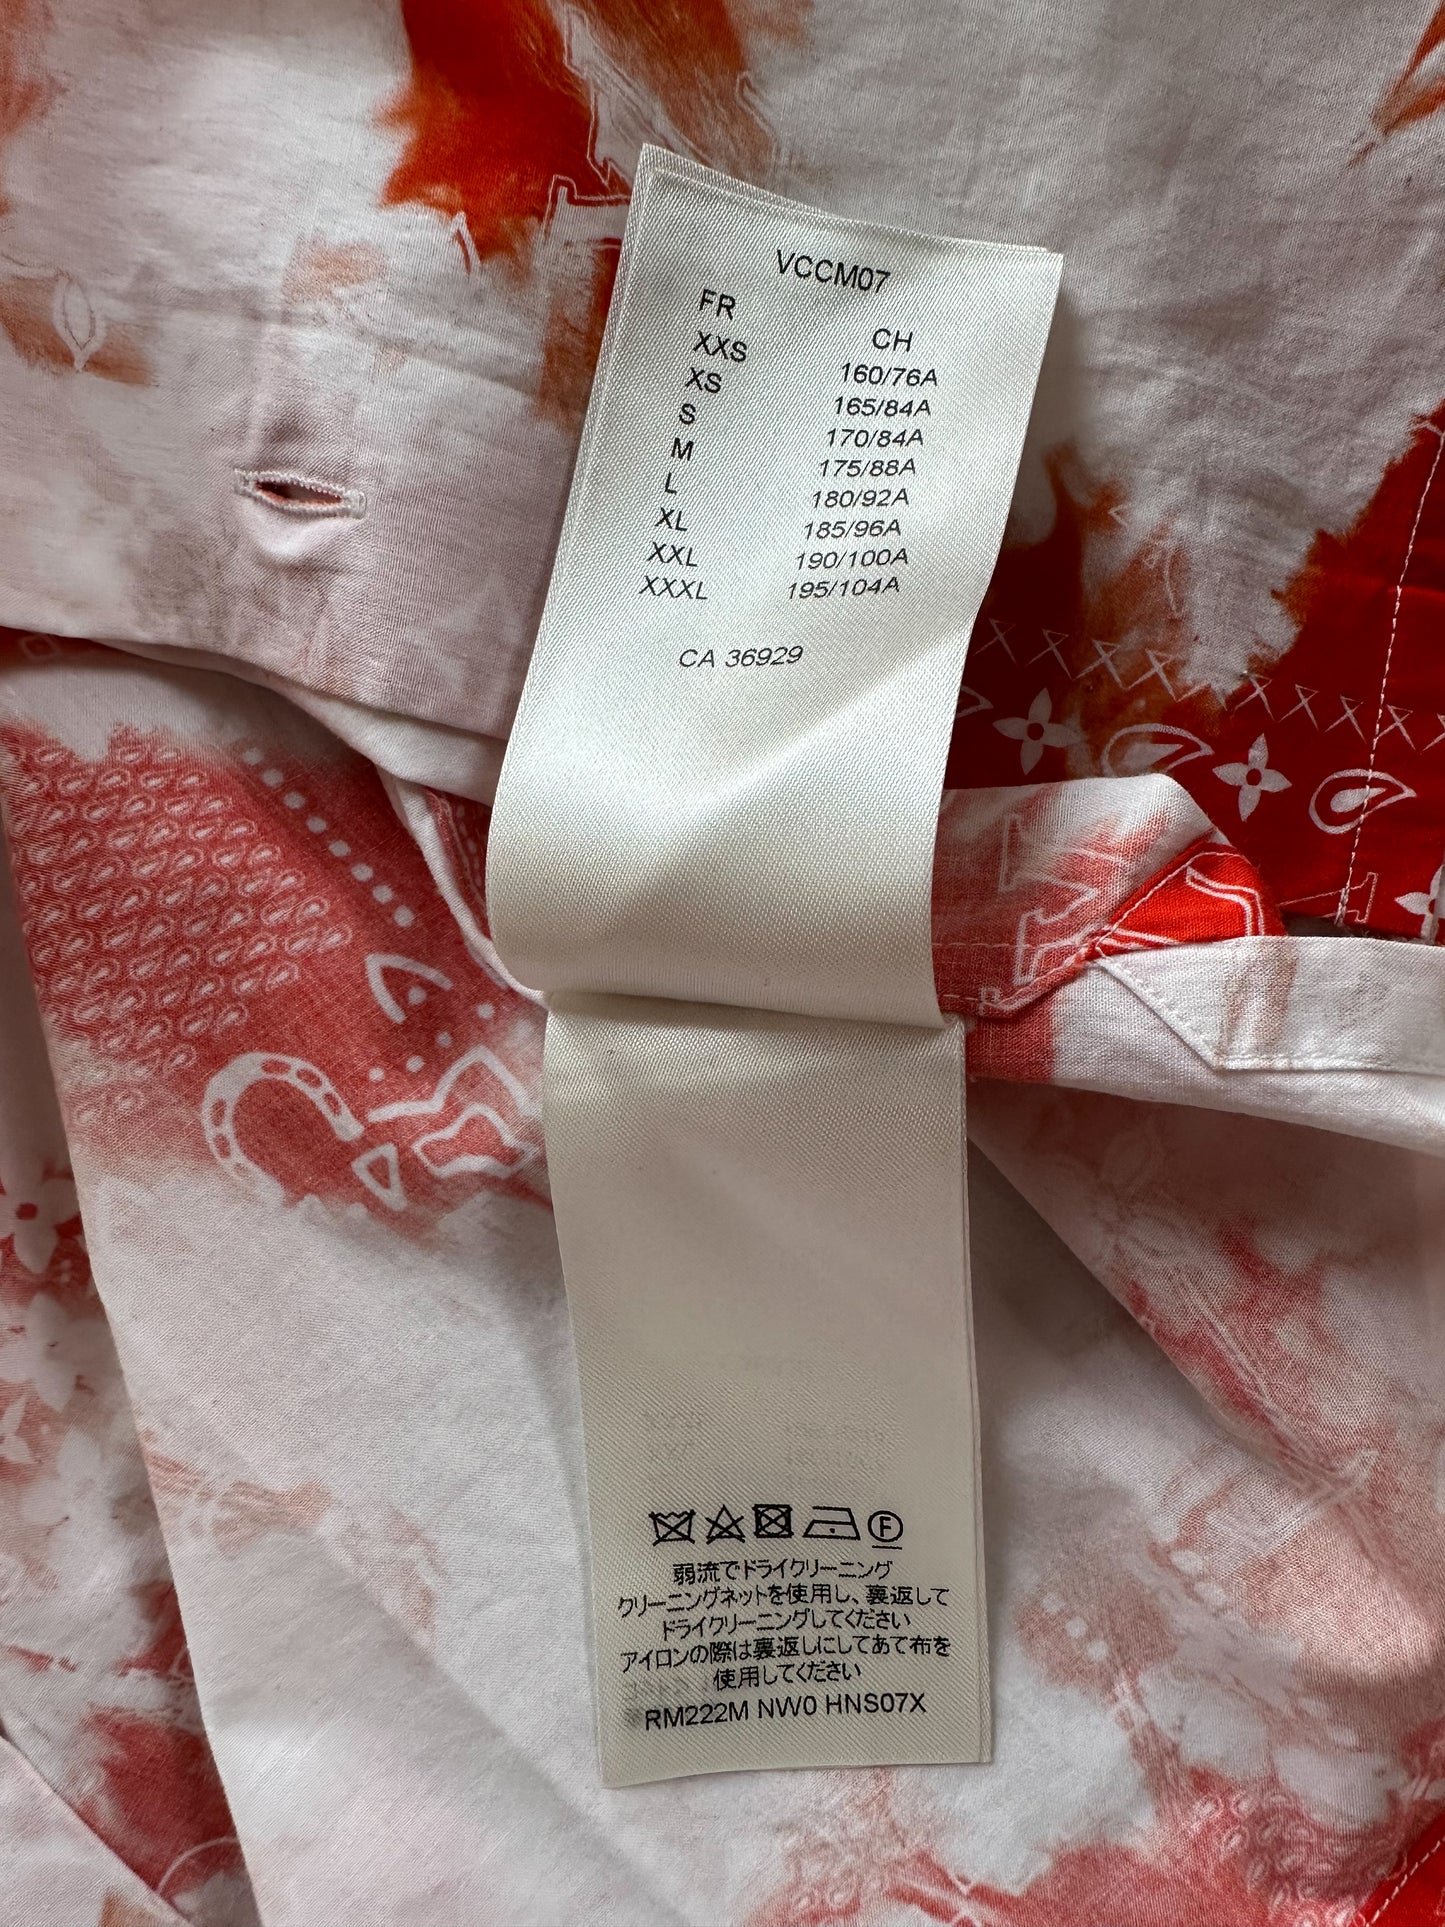 VCCM07
FR CH
XXS 160/76A
XS 165/84A
S 170/84A
M 175/88A
L 180/92A
XL 185/96A
XXL 190/100A
XXXL 195/104A
CA 36929
F
弱流でドライクリーニング
クリーニングネットを使用し、裏返して
ドライクリーニングしてください
アイロンの際は裏返しにしてあて布を
使用してください
RM222M NW0 HNS07X